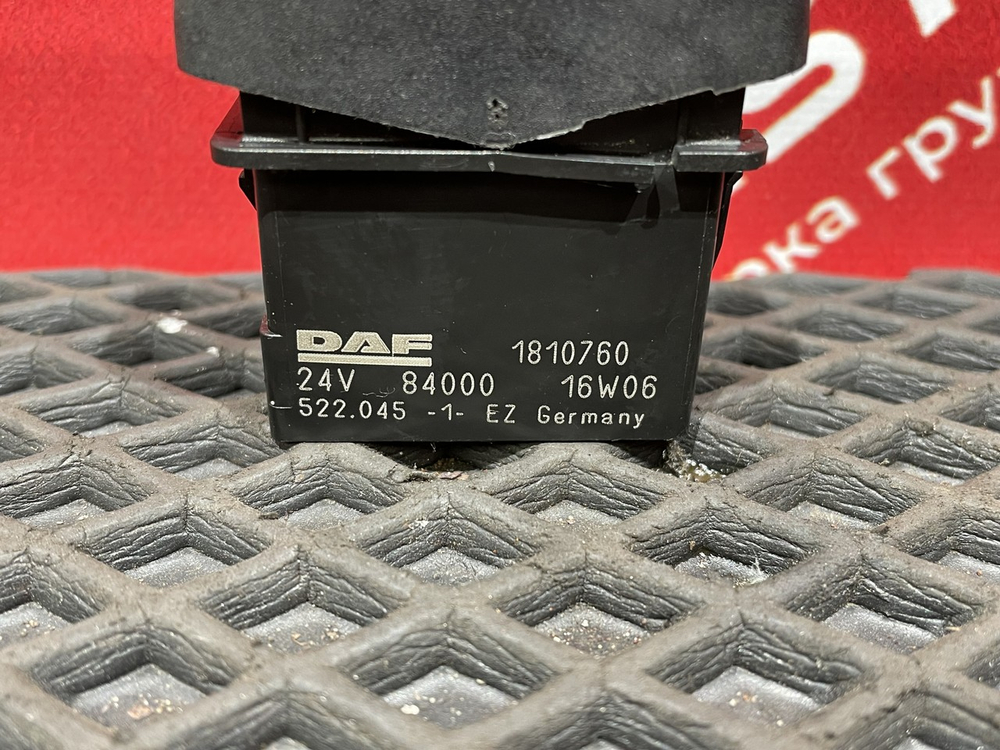 DAF 1810760
24V 84000 16W06
522.045 -1- EZ Germany